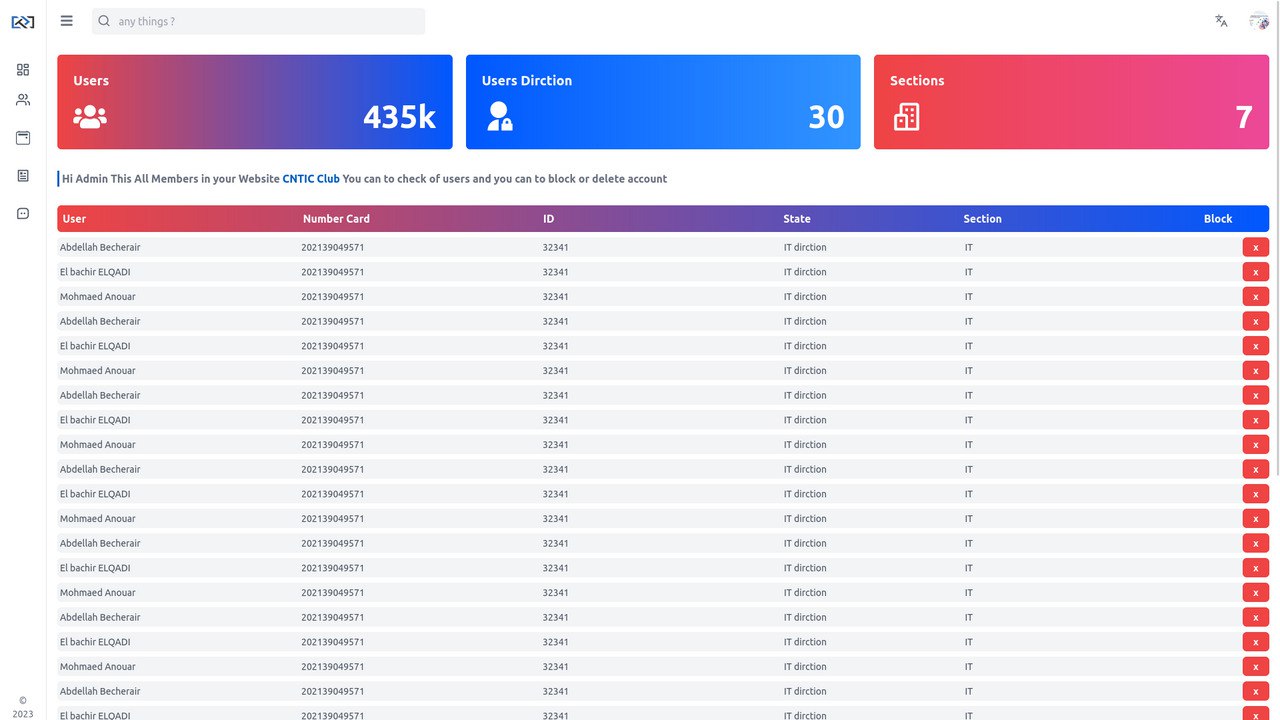 any things ?
Users
435k
Users Dirction
30
Sections
7
Hi Admin This All Members in your Website CNTIC Club You can to check of users and you can to block or delete account
User Number Card ID State Section Block
Abdellah Becherair 202139049571 32341 IT dirction IT x
El bachir ELQADI 202139049571 32341 IT dirction IT x
Mohmaed Anouar 202139049571 32341 IT dirction IT x
Abdellah Becherair 202139049571 32341 IT dirction IT x
El bachir ELQADI 202139049571 32341 IT dirction IT x
Mohmaed Anouar 202139049571 32341 IT dirction IT x
Abdellah Becherair 202139049571 32341 IT dirction IT x
El bachir ELQADI 202139049571 32341 IT dirction IT x
Mohmaed Anouar 202139049571 32341 IT dirction IT x
Abdellah Becherair 202139049571 32341 IT dirction IT x
El bachir ELQADI 202139049571 32341 IT dirction IT x
Mohmaed Anouar 202139049571 32341 IT dirction IT x
Abdellah Becherair 202139049571 32341 IT dirction IT x
El bachir ELQADI 202139049571 32341 IT dirction IT x
Mohmaed Anouar 202139049571 32341 IT dirction IT x
Abdellah Becherair 202139049571 32341 IT dirction IT x
El bachir ELQADI 202139049571 32341 IT dirction IT x
Mohmaed Anouar 202139049571 32341 IT dirction IT x
Abdellah Becherair 202139049571 32341 IT dirction IT x
El bachir ELQADI 202139049571 32341 IT dirction IT x
©
2023